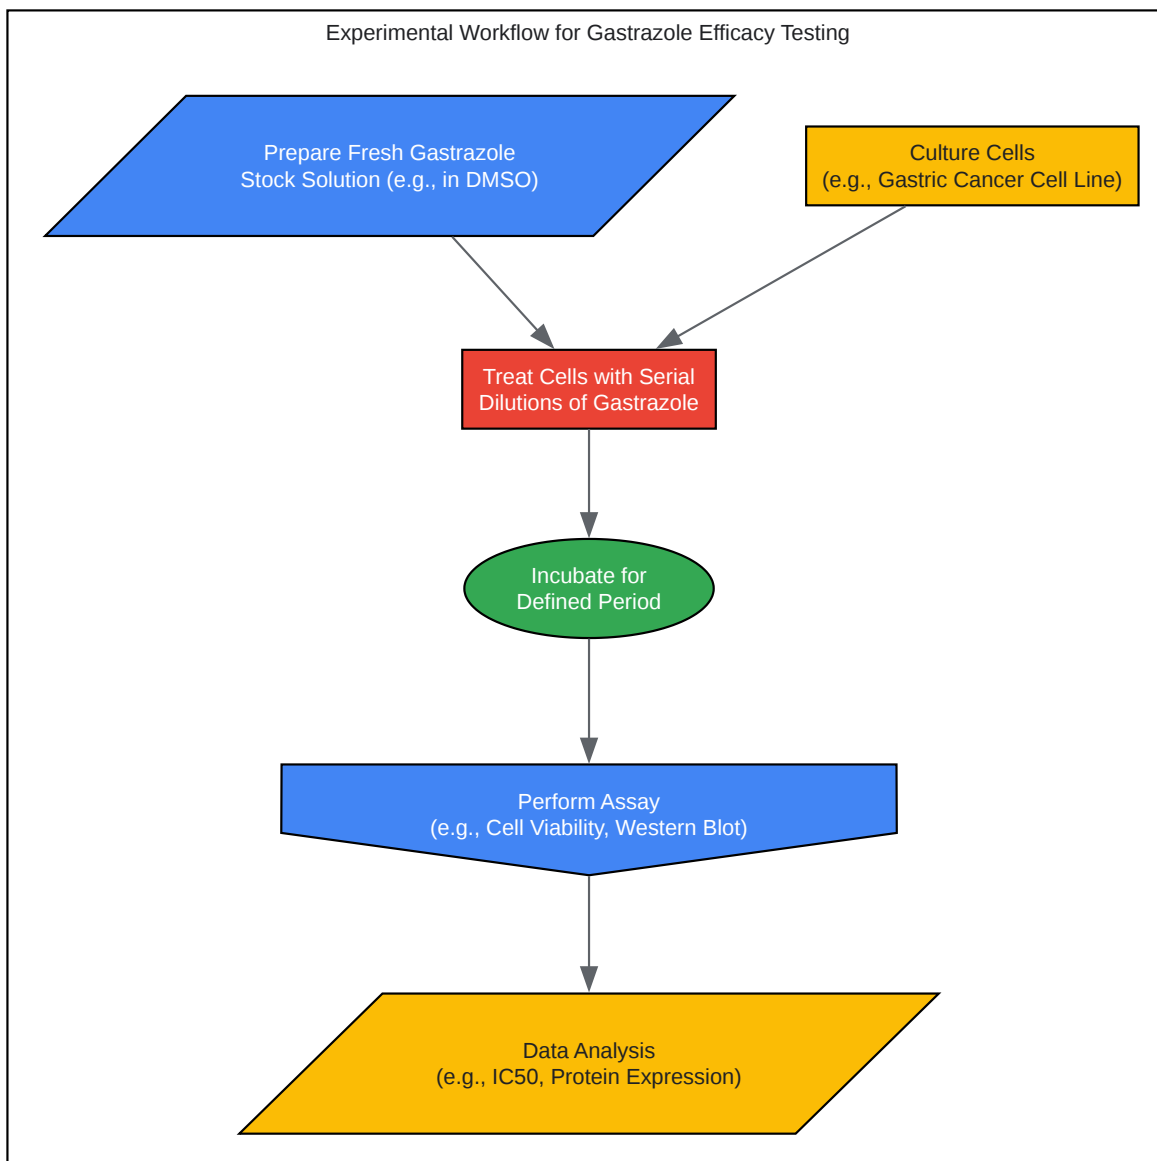 Experimental Workflow for Gastrazole Efficacy Testing
Prepare Fresh Gastrazole
Stock Solution (e.g., in DMSO)
Culture Cells
(e.g., Gastric Cancer Cell Line)
Treat Cells with Serial
Dilutions of Gastrazole
Incubate for
Defined Period
Perform Assay
(e.g., Cell Viability, Western Blot)
Data Analysis
(e.g., IC50, Protein Expression)